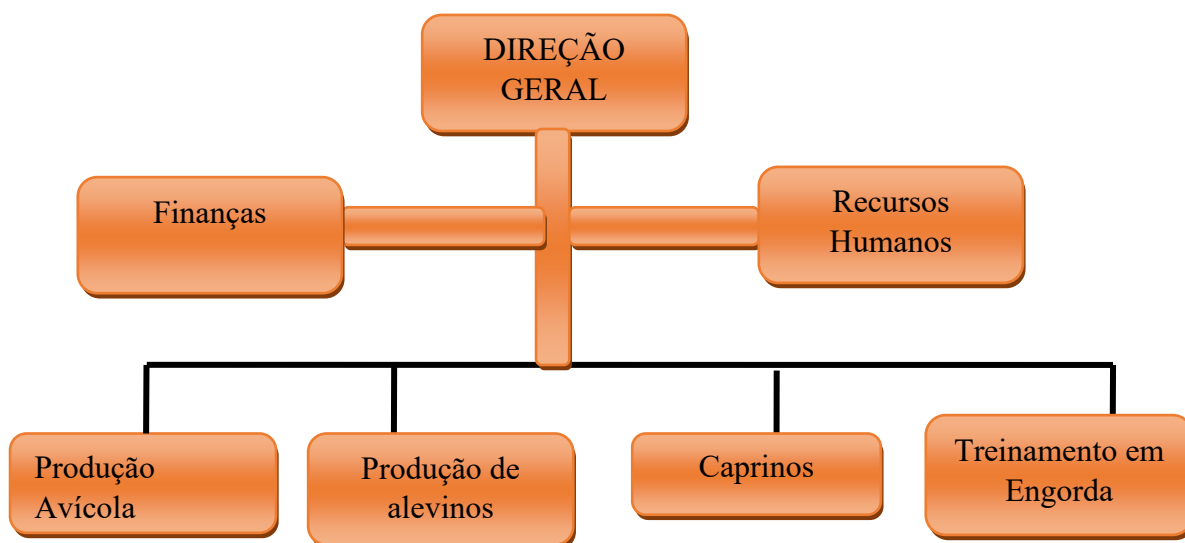 DIREÇÃO
GERAL
Finanças
Recursos
Humanos
Produção
Avícola
Produção de
alevinos
Caprinos
Treinamento em
Engorda